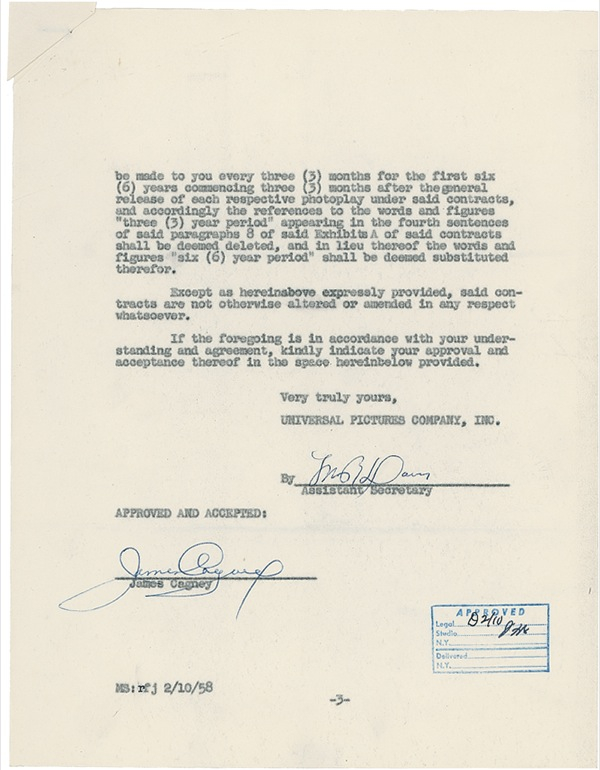 be made to you every three (3) months for the first six
(6) years commencing three (3) months after the general
release of each respective photoplay under said contracts,
and accordingly the references to the words and figures
"three (3) year period" appearing in the fourth sentences
of said paragraphs 8 of said Exhibits A of said contracts
shall be deemed deleted, and in lieu thereof the words and
figures "six (6) year period" shall be deemed substituted
therefor.
Except as hereinabove expressly provided, said con-
tracts are not otherwise altered or amended in any respect
whatsoever.
If the foregoing is in accordance with your under-
standing and agreement, kindly indicate your approval and
acceptance thereof in the space hereinbelow provided.
Very truly yours,
UNIVERSAL PICTURES COMPANY, INC.
By
Assistant Secretary
APPROVED AND ACCEPTED:
James Cagney
James Cagney
APPROVED
Legal 2/10
Studio
N.Y.
Delivered
N.Y.
MS:rfj 2/10/58
-3-